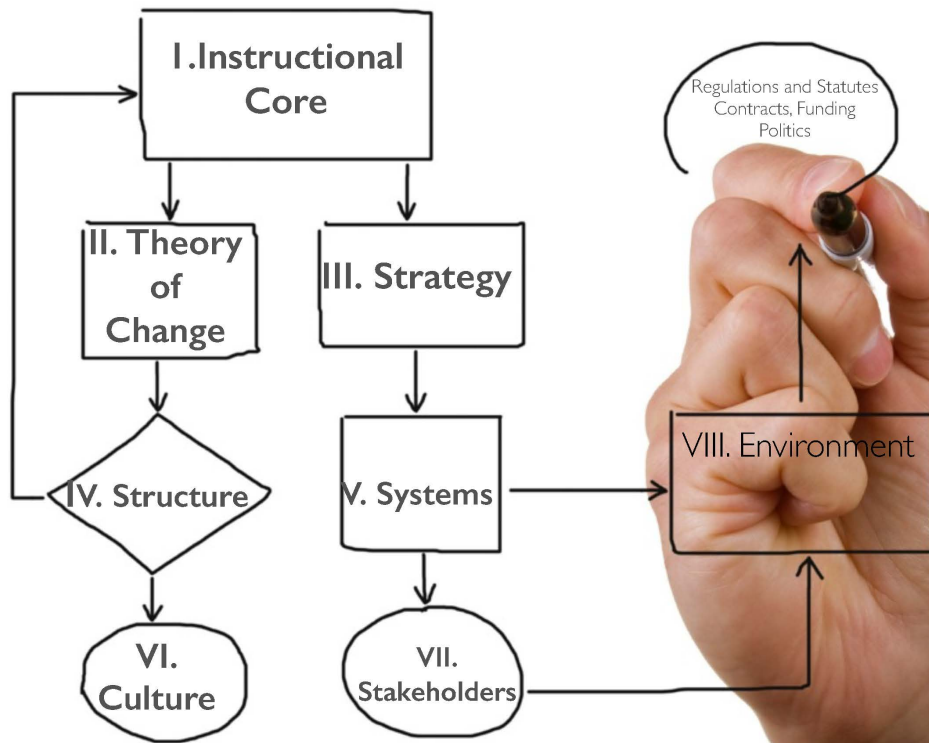 1.Instructional
Core
Regulations and Statutes
Contracts, Funding
Politics
II. Theory
of
Change
III. Strategy
IV. Structure
V. Systems
VIII. Environment
VI.
Culture
VII.
Stakeholders